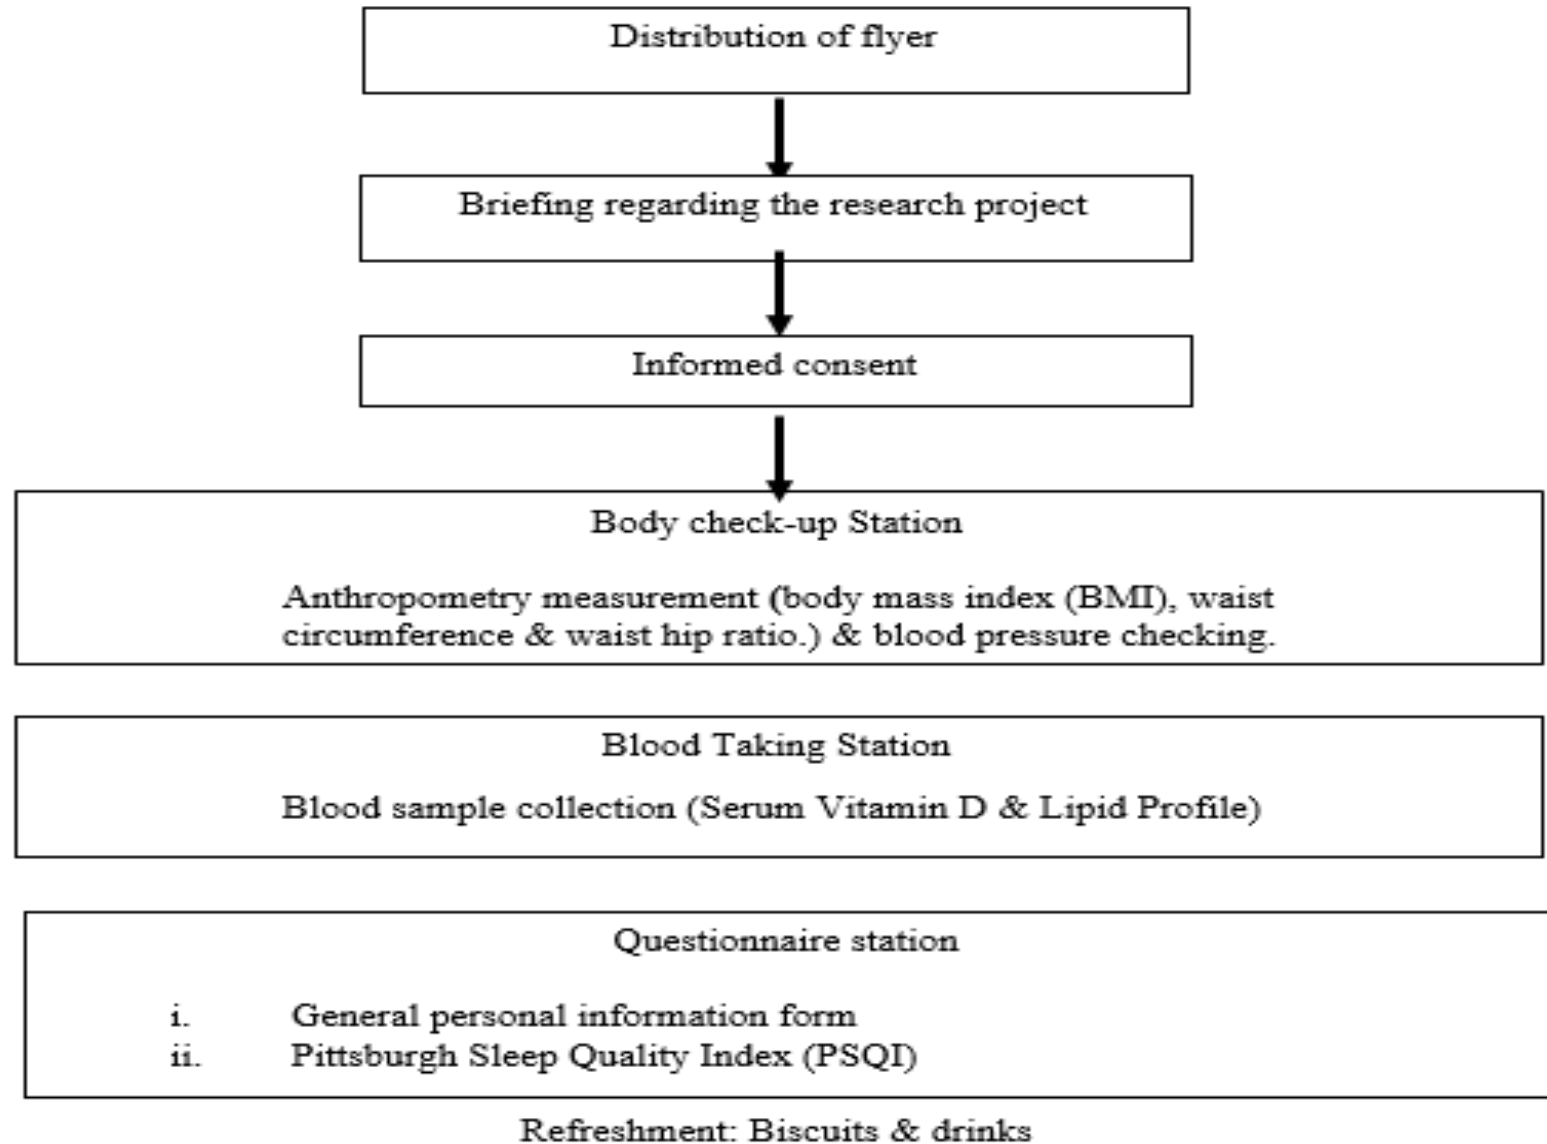 Distribution of flyer
Briefing regarding the research project
Informed consent
Body check-up Station
Anthropometry measurement (body mass index (BMI), waist
circumference & waist hip ratio.) & blood pressure checking.
Blood Taking Station
Blood sample collection (Serum Vitamin D & Lipid Profile)
Questionnaire station
i. General personal information form
ii. Pittsburgh Sleep Quality Index (PSQI)
Refreshment: Biscuits & drinks